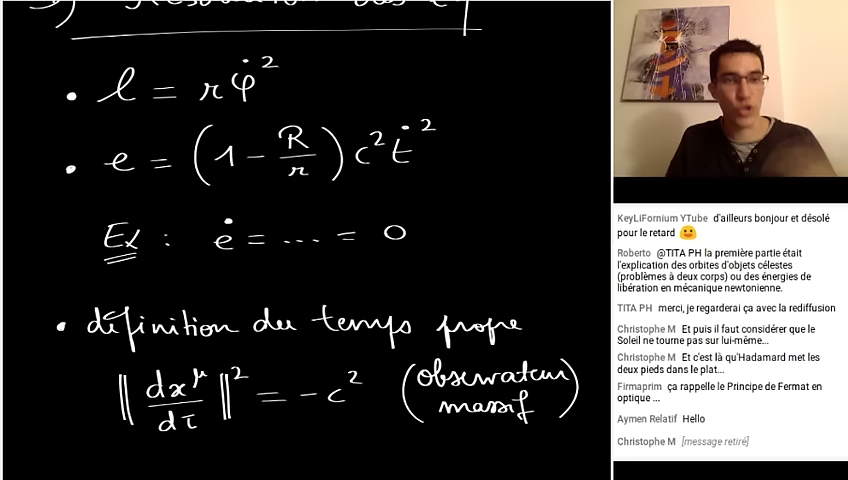 • l = r φ̇²
• e = (1 - R/r) c² ṫ²
Ex : ė = .... = 0
• définition du temps propre
‖ dx^μ/dτ ‖² = - c² (observateur massif)
KeyLiFornium YTube d'ailleurs bonjour et désolé
pour le retard 🙂
Roberto @TITA PH la première partie était
l'explication des orbites d'objets célestes
(problèmes à deux corps) ou des énergies de
libération en mécanique newtonienne.
TITA PH merci, je regarderai ça avec la rediffusion
Christophe M Et puis il faut considérer que le
Soleil ne tourne pas sur lui-même...
Christophe M Et c'est là qu'Hadamard met les
deux pieds dans le plat...
Firmaprim ça rappelle le Principe de Fermat en
optique ...
Aymen Relatif Hello
Christophe M [message retiré]